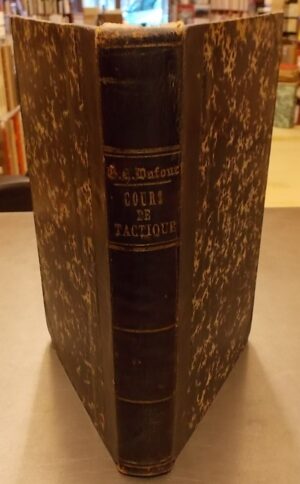 G. H. Dufour
COURS
DE
TACTIQUE